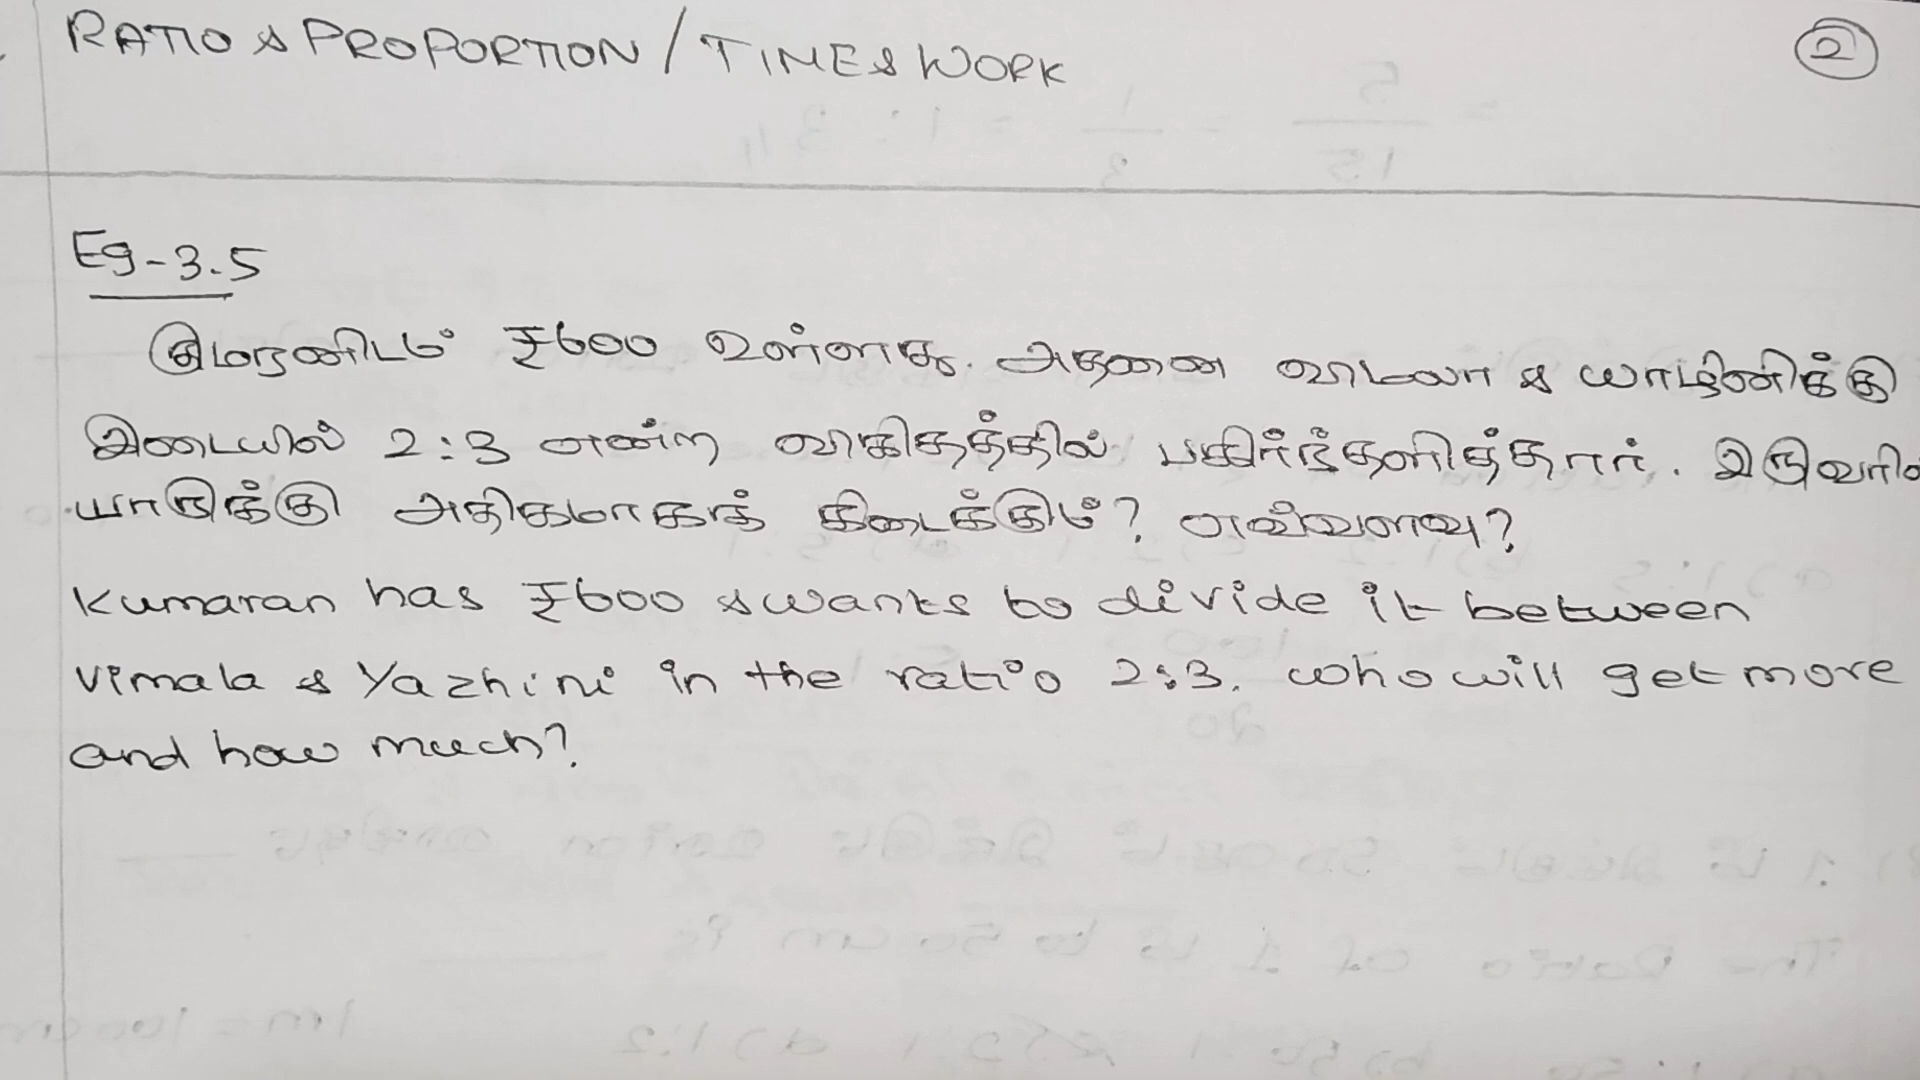 RATIO & PROPORTION / TIME & WORK
2
Eg-3.5
குமரனிடம் ₹600 உள்ளது. அதனை விமலா & யாழினிக்கு
இடையில் 2:3 என்ற விகிதத்தில் பகிர்ந்தளித்தார். இருவரில்
யாருக்கு அதிகமாகக் கிடைக்கும்? எவ்வளவு?
Kumaran has ₹600 & wants to divide it between
Vimala & Yazhini in the ratio 2:3. who will get more
and how much?